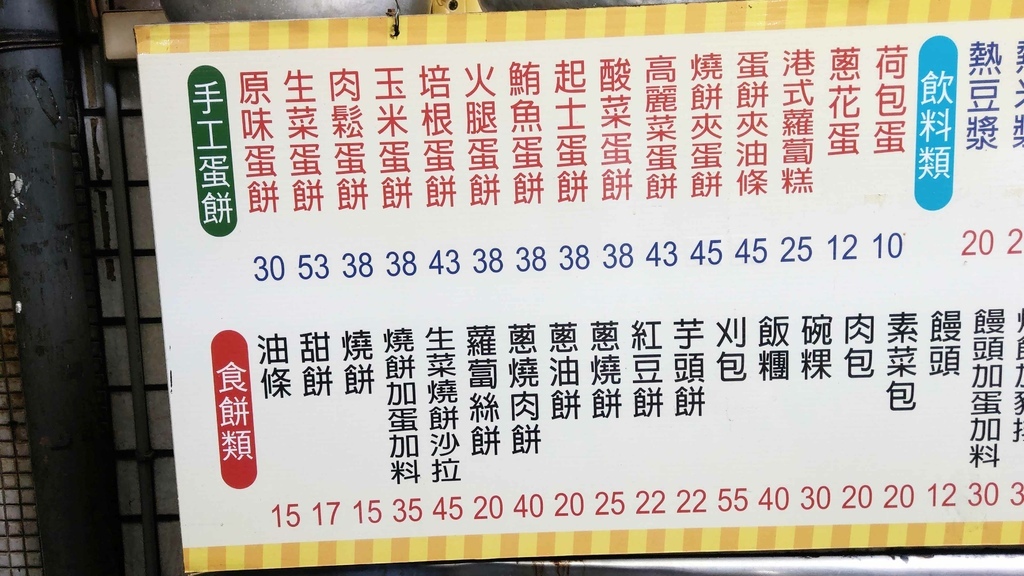 手工蛋餅
原味蛋餅 30
生菜蛋餅 53
肉鬆蛋餅 38
玉米蛋餅 38
培根蛋餅 43
火腿蛋餅 38
鮪魚蛋餅 38
起士蛋餅 38
酸菜蛋餅 38
高麗菜蛋餅 43
燒餅夾蛋餅 45
蛋餅夾油條 45
港式蘿蔔糕 25
蔥花蛋 12
荷包蛋 10
飲料類
熱豆漿 20
食餅類
油條 15
甜餅 17
燒餅 15
燒餅加蛋加料 35
生菜燒餅沙拉 45
蘿蔔絲餅 20
蔥燒肉餅 40
蔥油餅 20
蔥燒餅 25
紅豆餅 22
芋頭餅 22
刈包 55
飯糰 40
碗粿 30
肉包 20
素菜包 20
饅頭 12
饅頭加蛋加料 30